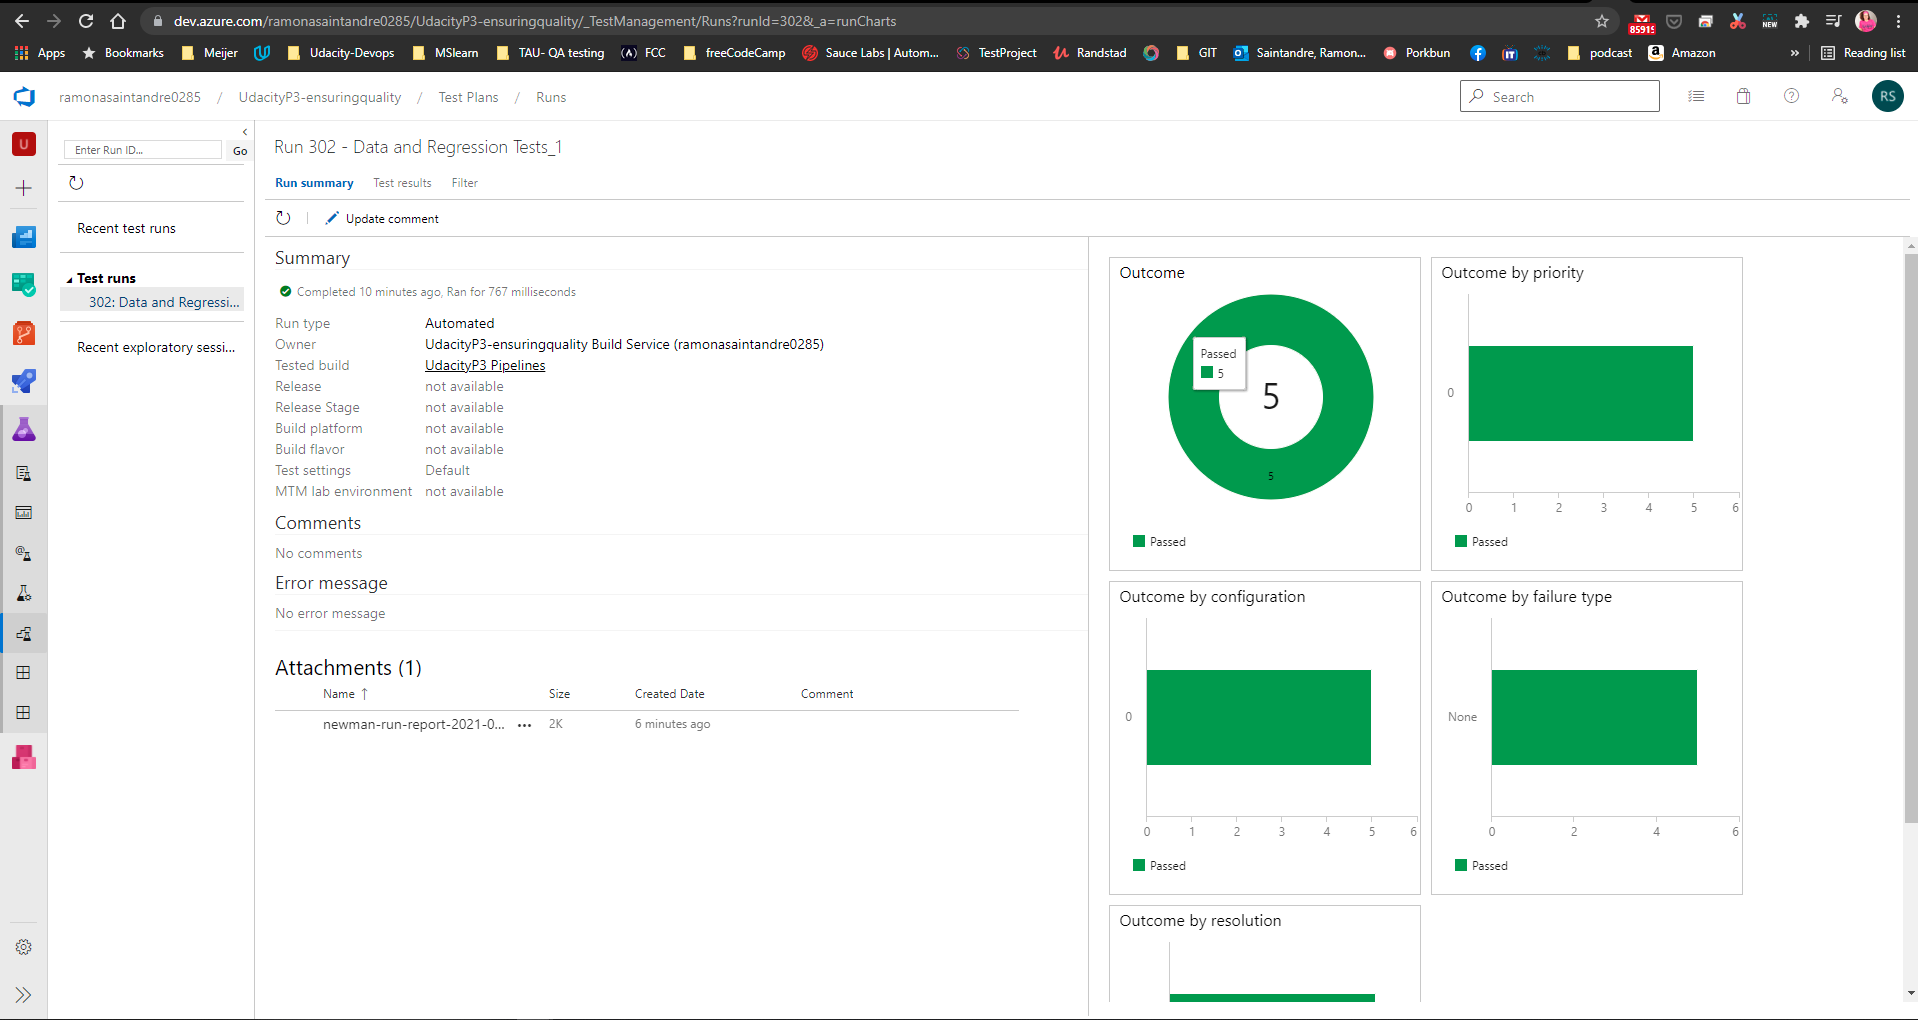 dev.azure.com/ramonasaintandre0285/UdacityP3-ensuringquality/_TestManagement/Runs?runId=302&_a=runCharts
Apps Bookmarks Meijer Udacity-Devops MSlearn TAU- QA testing FCC freeCodeCamp Sauce Labs | Autom... TestProject Randstad GIT Saintandre, Ramon... Porkbun podcast Amazon » Reading list
ramonasaintandre0285 / UdacityP3-ensuringquality / Test Plans / Runs
Search
RS
U
Enter Run ID...
Go
Recent test runs
Test runs
302: Data and Regressi...
Recent exploratory sessi...
Run 302 - Data and Regression Tests_1
Run summary Test results Filter
Update comment
Summary
Completed 10 minutes ago, Ran for 767 milliseconds
Run type Automated
Owner UdacityP3-ensuringquality Build Service (ramonasaintandre0285)
Tested build UdacityP3 Pipelines
Release not available
Release Stage not available
Build platform not available
Build flavor not available
Test settings Default
MTM lab environment not available
Comments
No comments
Error message
No error message
Attachments (1)
Name ↑ Size Created Date Comment
newman-run-report-2021-0... ... 2K 6 minutes ago
Outcome
Passed
5
5
5
Passed
Outcome by priority
0
0 1 2 3 4 5 6
Passed
Outcome by configuration
0
0 1 2 3 4 5 6
Passed
Outcome by failure type
None
0 2 4 6
Passed
Outcome by resolution